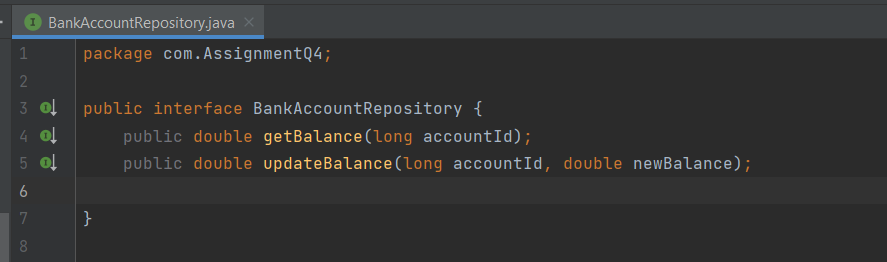 BankAccountRepository.java
1 package com.AssignmentQ4;
2
3 public interface BankAccountRepository {
4     public double getBalance(long accountId);
5     public double updateBalance(long accountId, double newBalance);
6
7 }
8